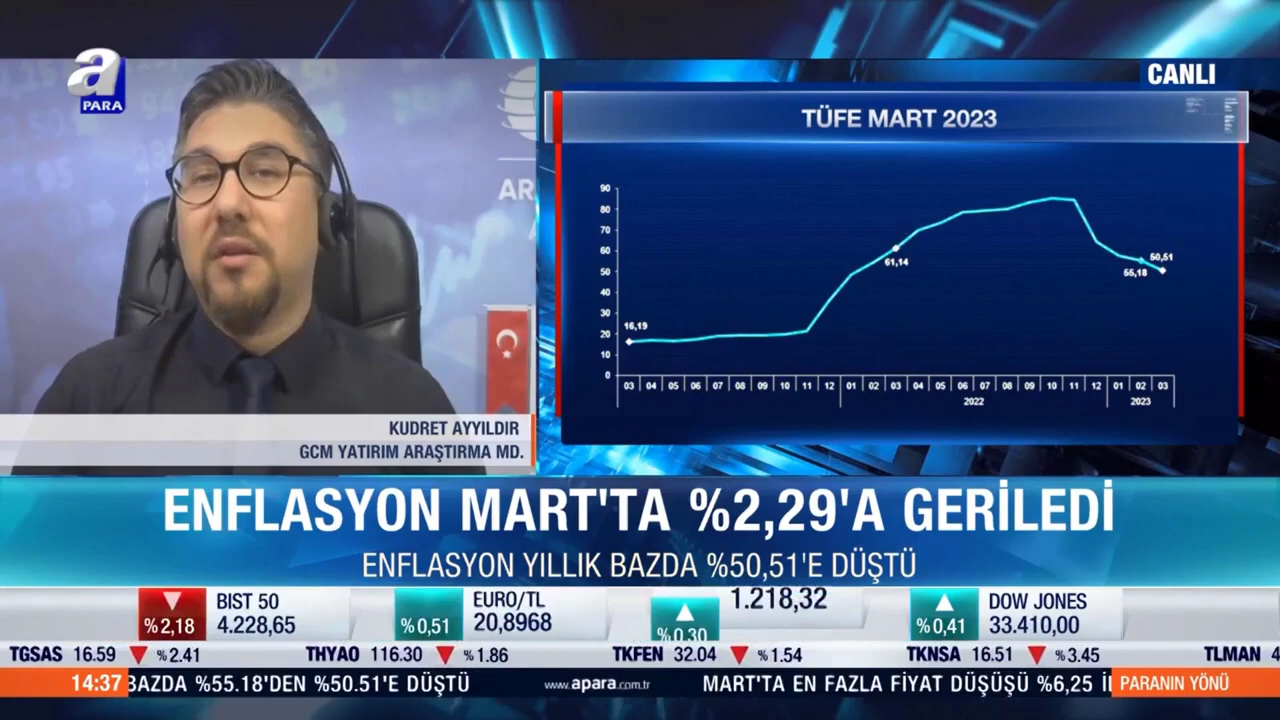 a
PARA
CANLI
TÜFE MART 2023
90
80
70
60
50
40
30
20
10
0
16,19
61,14
55,18
50,51
03 04 05 06 07 08 09 10 11 12 01 02 03 04 05 06 07 08 09 10 11 12 01 02 03
2022 2023
AR
KUDRET AYYILDIR
GCM YATIRIM ARAŞTIRMA MD.
ENFLASYON MART'TA %2,29'A GERİLEDİ
ENFLASYON YILLIK BAZDA %50,51'E DÜŞTÜ
%2,18 BIST 50 4.228,65
%0,51 EURO/TL 20,8968
%0,30 1.218,32
%0,41 DOW JONES 33.410,00
TGSAS 16.59 %2.41 THYAO 116.30 %1.86 TKFEN 32.04 %1.54 TKNSA 16.51 %3.45 TLMAN 4
14:37 BAZDA %55.18'DEN %50.51'E DÜŞTÜ www.apara.com.tr MART'TA EN FAZLA FİYAT DÜŞÜŞÜ %6,25 PARANIN YÖNÜ